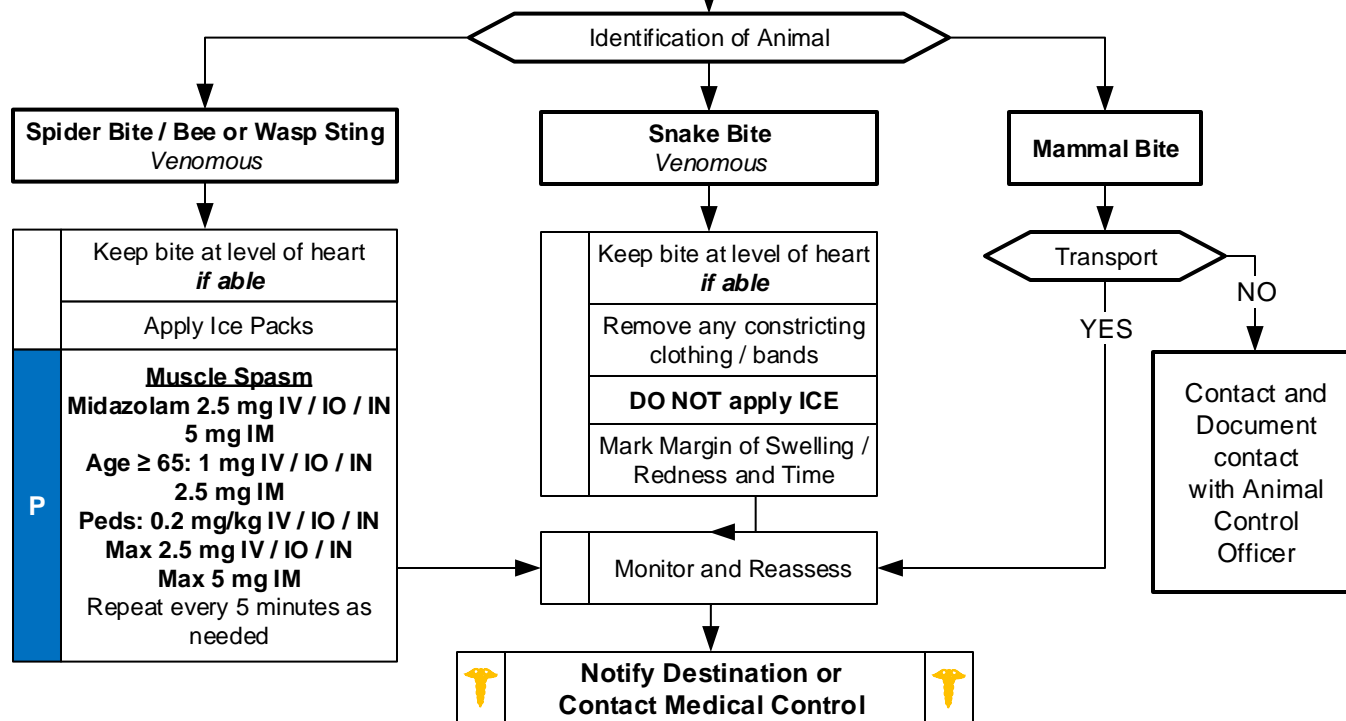 Identification of Animal
Spider Bite / Bee or Wasp Sting
Venomous
Snake Bite
Venomous
Mammal Bite
Keep bite at level of heart
if able
Apply Ice Packs
P
Muscle Spasm
Midazolam 2.5 mg IV / IO / IN
5 mg IM
Age ≥ 65: 1 mg IV / IO / IN
2.5 mg IM
Peds: 0.2 mg/kg IV / IO / IN
Max 2.5 mg IV / IO / IN
Max 5 mg IM
Repeat every 5 minutes as
needed
Keep bite at level of heart
if able
Remove any constricting
clothing / bands
DO NOT apply ICE
Mark Margin of Swelling /
Redness and Time
Transport
NO
YES
Contact and
Document
contact
with Animal
Control
Officer
Monitor and Reassess
Notify Destination or
Contact Medical Control